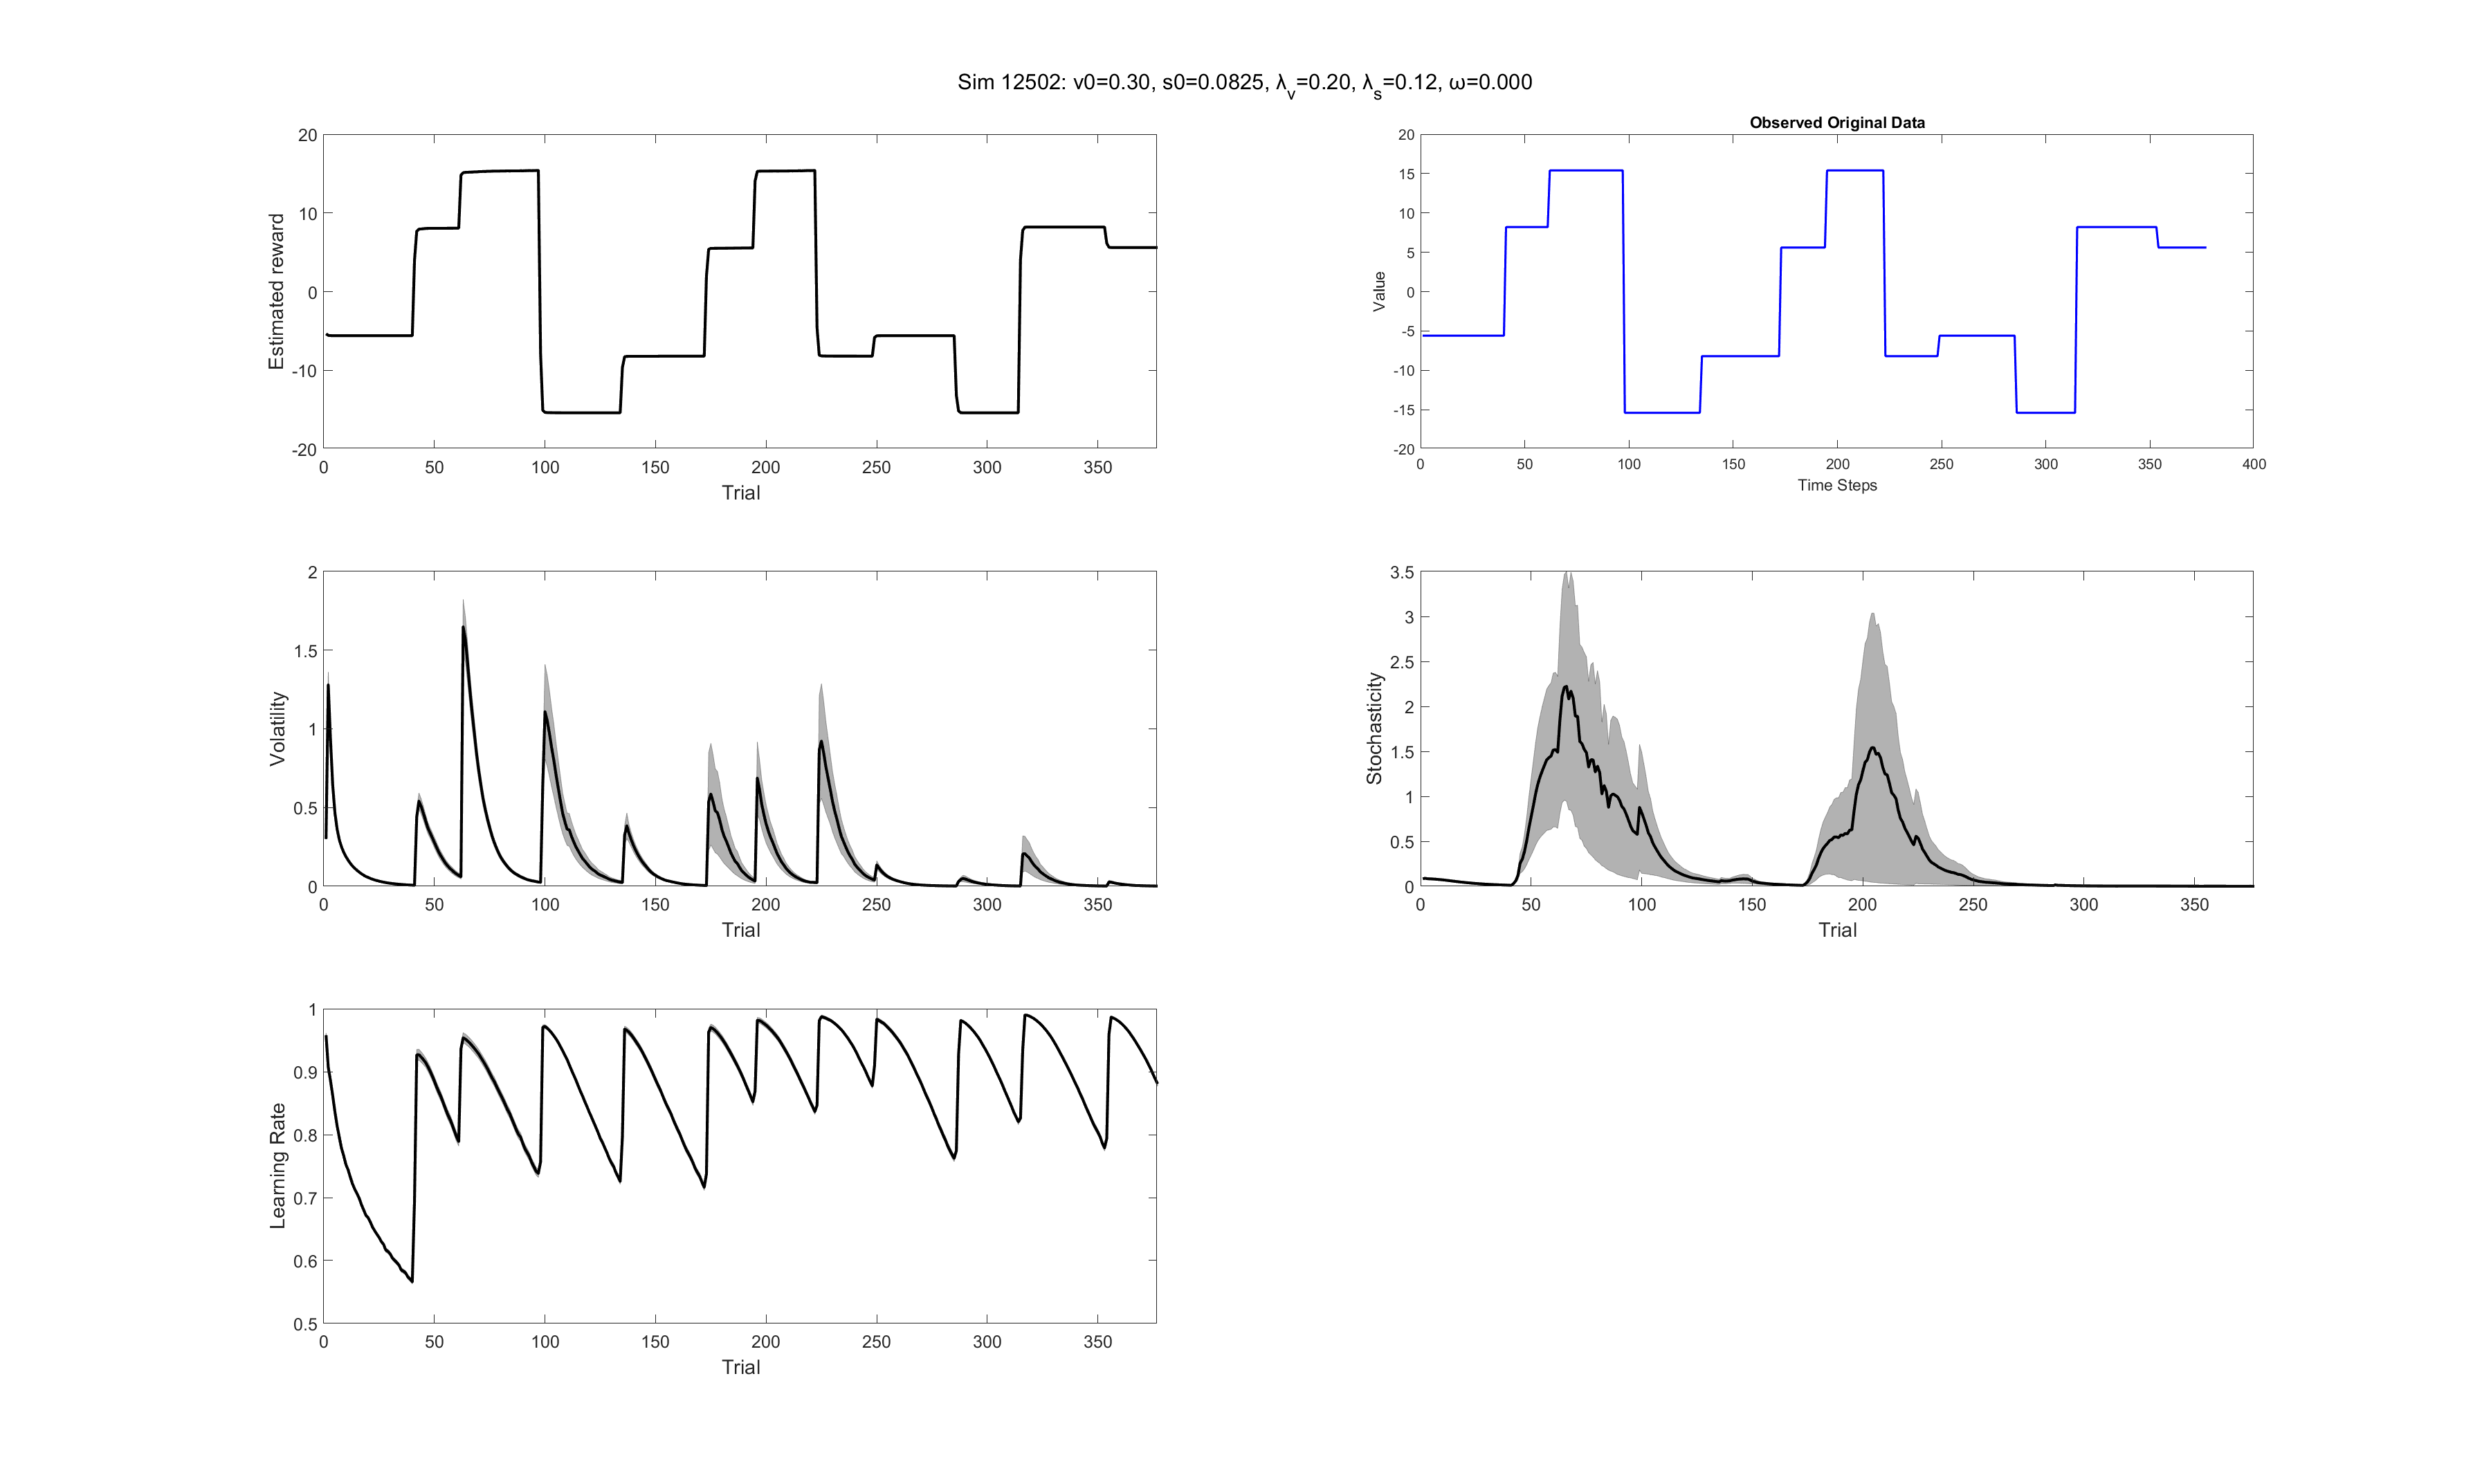 Sim 12502: v0=0.30, s0=0.0825, λv=0.20, λs=0.12, ω=0.000
Estimated reward
20
10
0
-10
-20
0 50 100 150 200 250 300 350
Trial
Observed Original Data
Value
20
15
10
5
0
-5
-10
-15
-20
0 50 100 150 200 250 300 350 400
Time Steps
Volatility
2
1.5
1
0.5
0
0 50 100 150 200 250 300 350
Trial
Stochasticity
3.5
3
2.5
2
1.5
1
0.5
0
0 50 100 150 200 250 300 350
Trial
Learning Rate
1
0.9
0.8
0.7
0.6
0.5
0 50 100 150 200 250 300 350
Trial